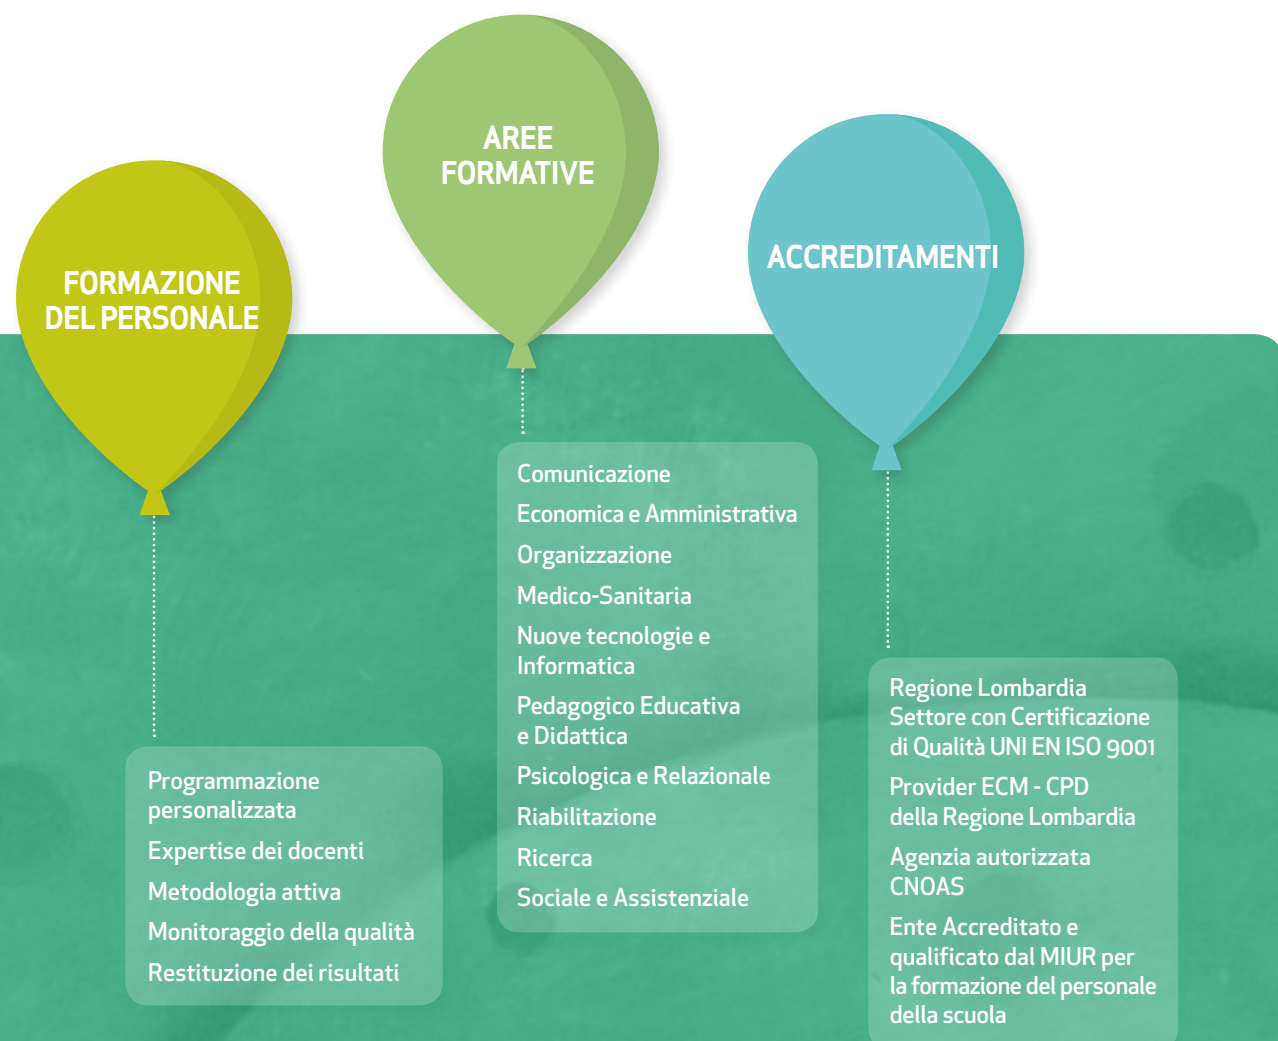 FORMAZIONE
DEL PERSONALE
Programmazione
personalizzata
Expertise dei docenti
Metodologia attiva
Monitoraggio della qualità
Restituzione dei risultati
AREE
FORMATIVE
Comunicazione
Economica e Amministrativa
Organizzazione
Medico-Sanitaria
Nuove tecnologie e
Informatica
Pedagogico Educativa
e Didattica
Psicologica e Relazionale
Riabilitazione
Ricerca
Sociale e Assistenziale
ACCREDITAMENTI
Regione Lombardia
Settore con Certificazione
di Qualità UNI EN ISO 9001
Provider ECM - CPD
della Regione Lombardia
Agenzia autorizzata
CNOAS
Ente Accreditato e
qualificato dal MIUR per
la formazione del personale
della scuola